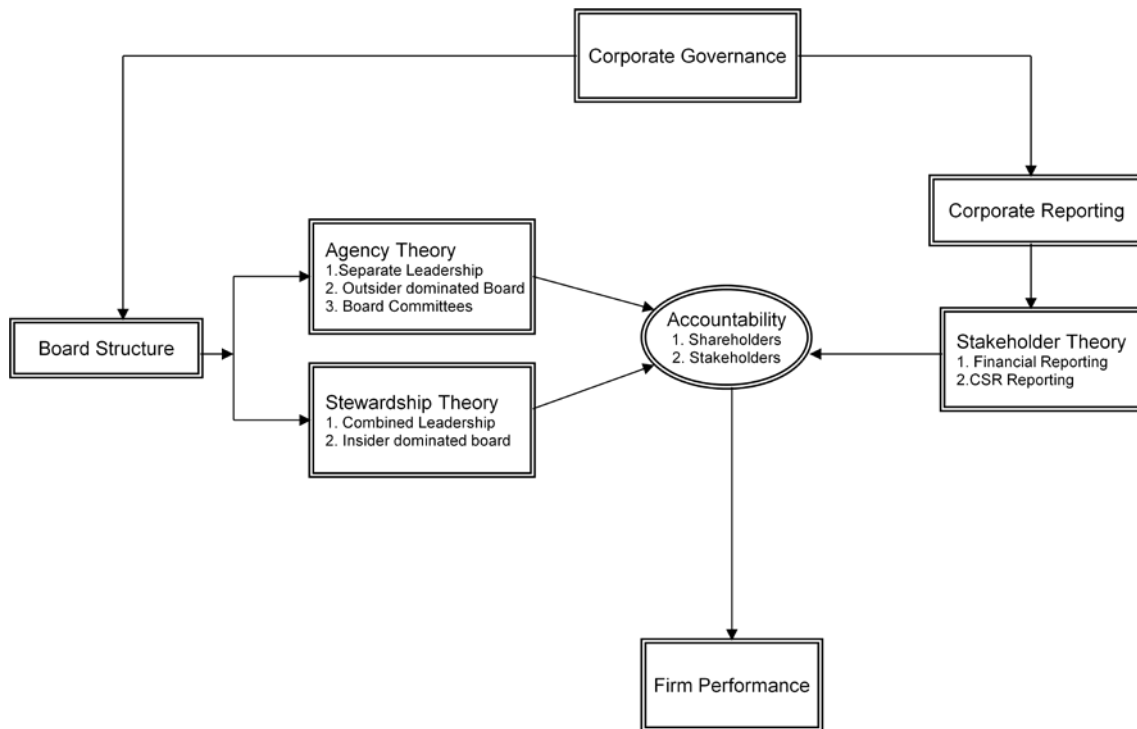 Corporate Governance
Corporate Reporting
Agency Theory
1.Separate Leadership
2. Outsider dominated Board
3. Board Committees
Board Structure
Accountability
1. Shareholders
2. Stakeholders
Stakeholder Theory
1. Financial Reporting
2.CSR Reporting
Stewardship Theory
1. Combined Leadership
2. Insider dominated board
Firm Performance